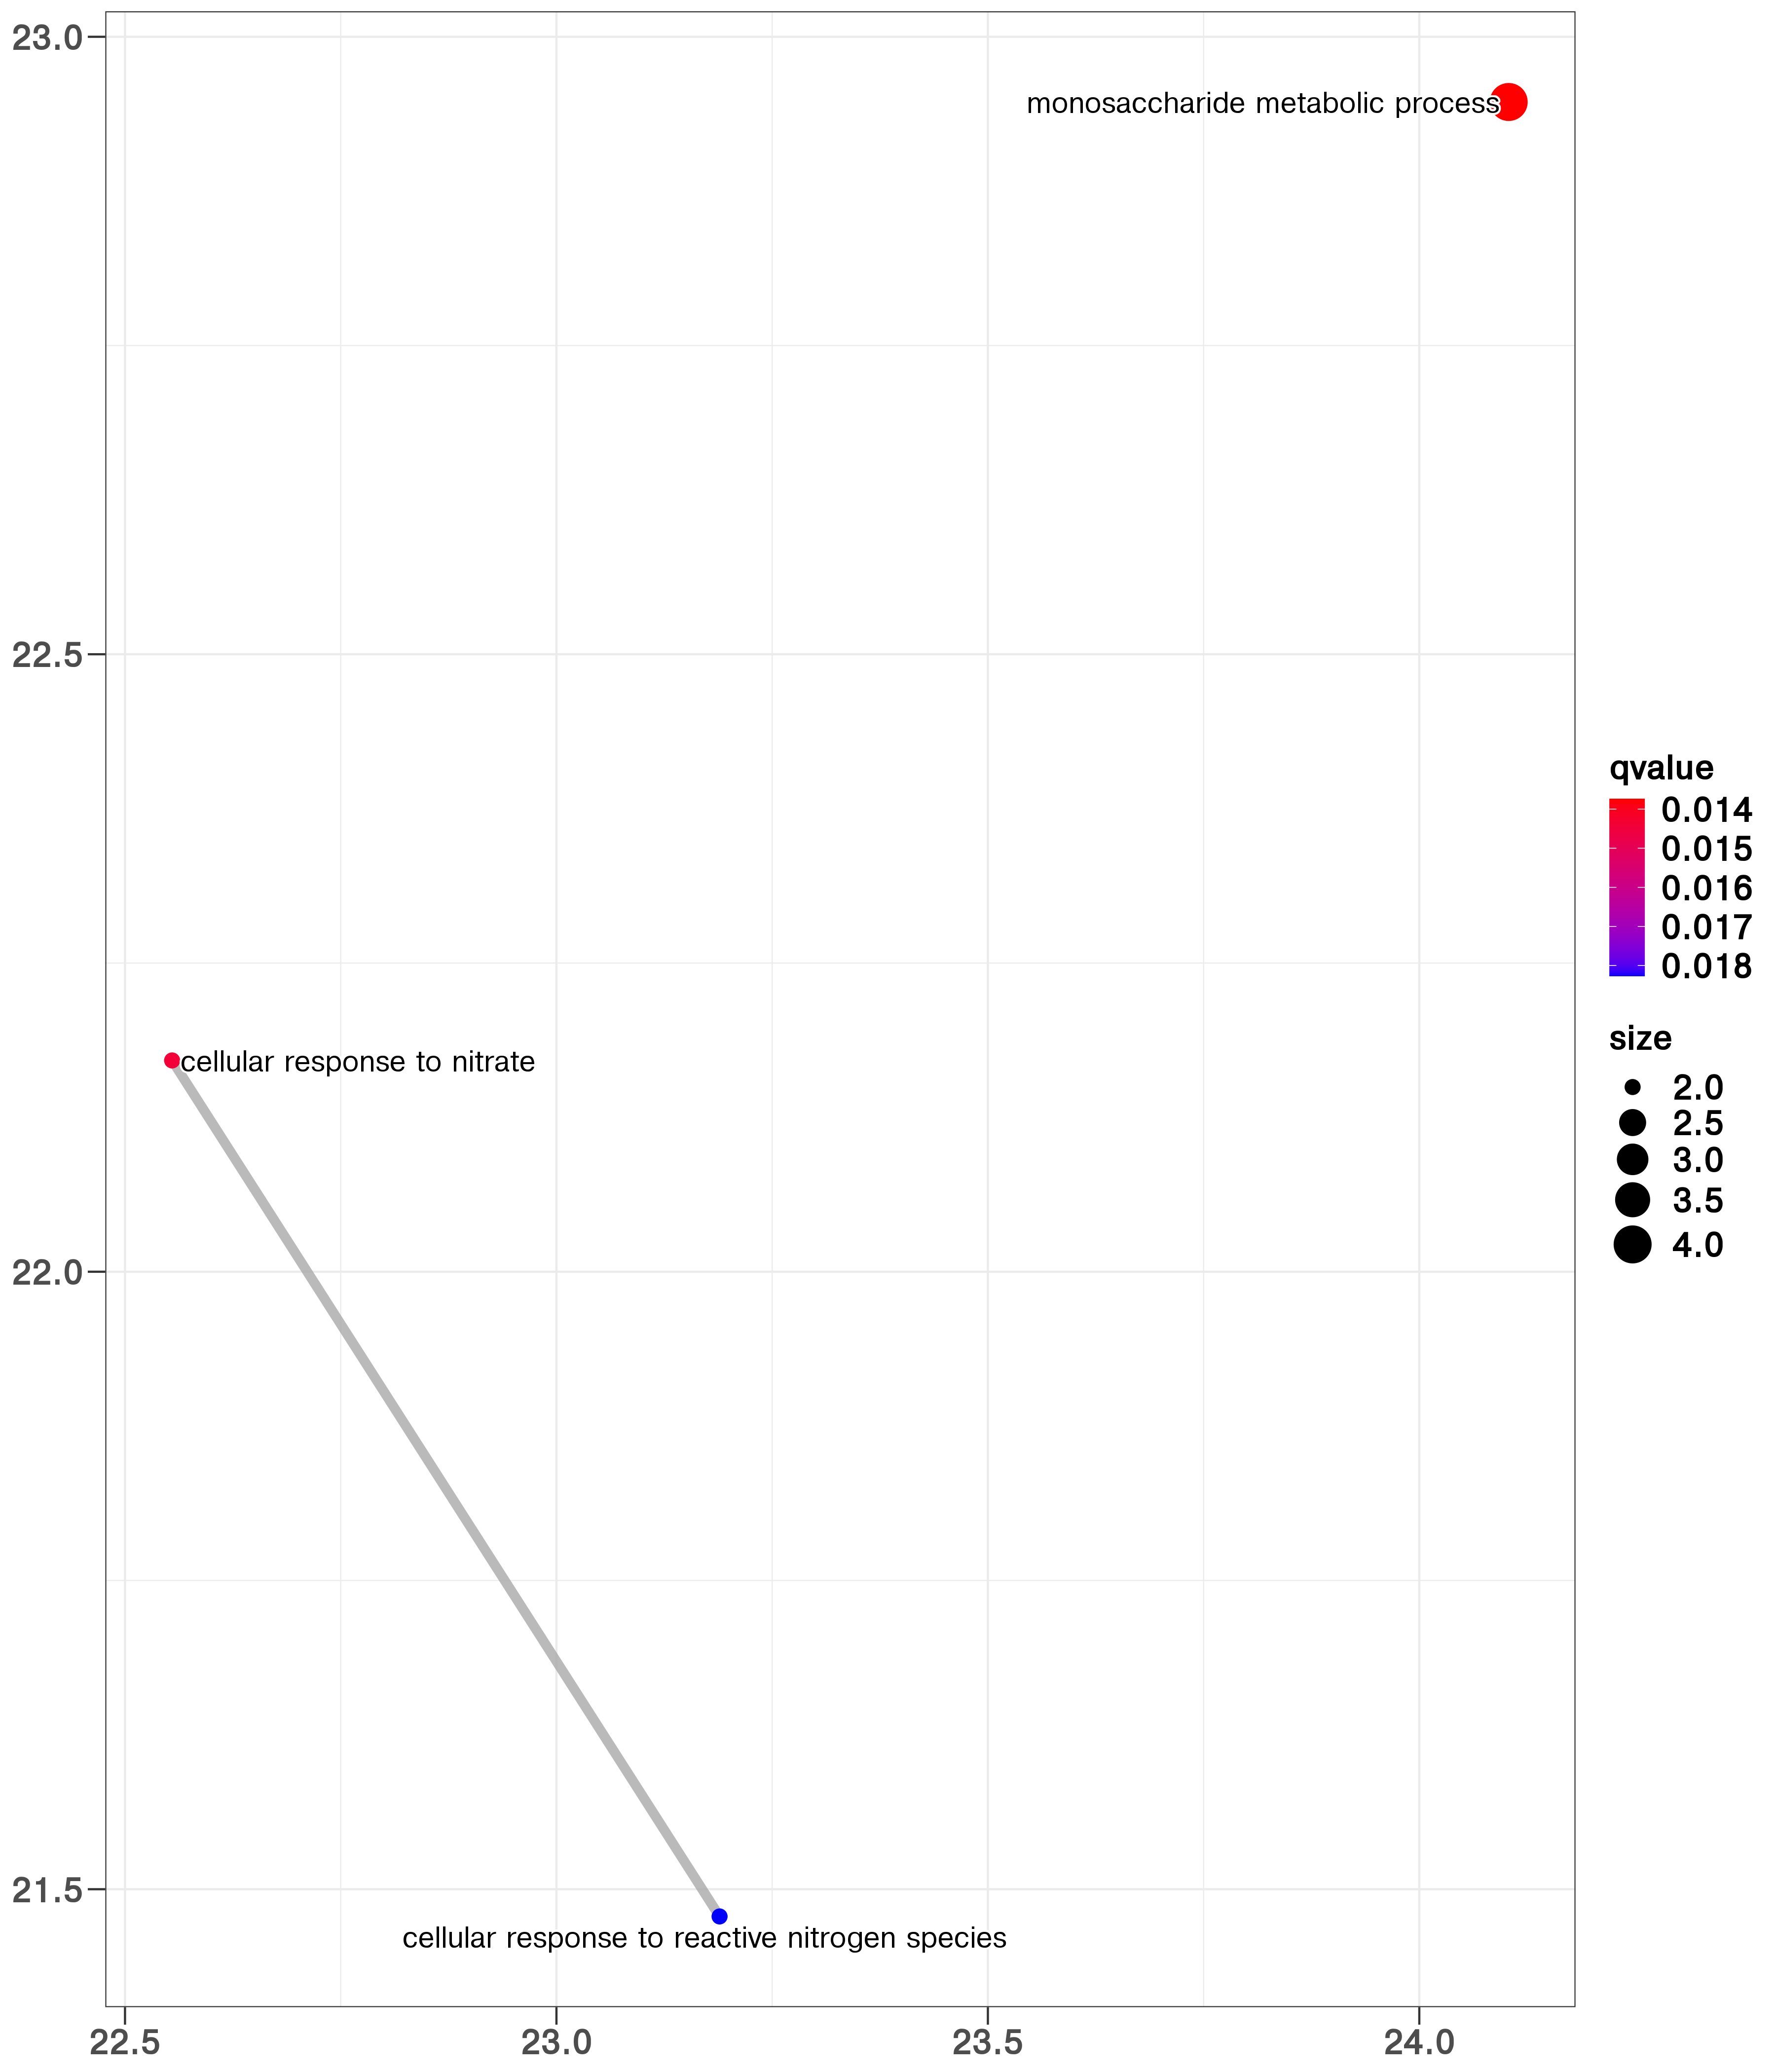 23.0
monosaccharide metabolic process
22.5
qvalue
0.014
0.015
0.016
0.017
0.018
size
2.0
2.5
3.0
3.5
4.0
cellular response to nitrate
22.0
21.5
cellular response to reactive nitrogen species
22.5 23.0 23.5 24.0